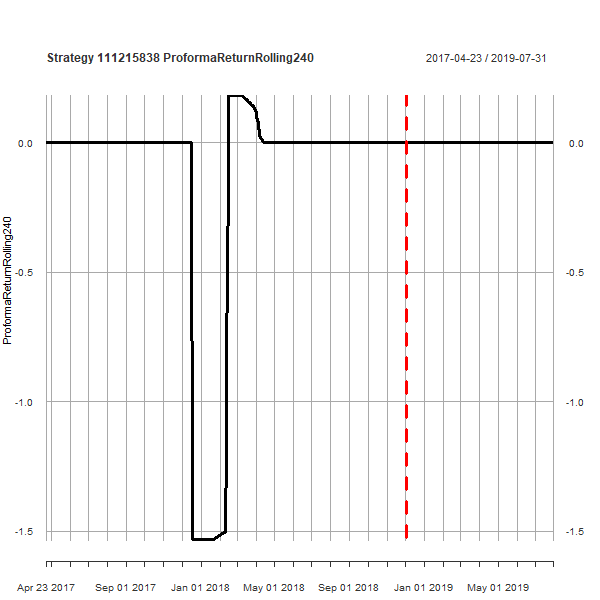 Strategy 111215838 ProformaReturnRolling240
2017-04-23 / 2019-07-31
ProformaReturnRolling240
0.0 0.0
-0.5 -0.5
-1.0 -1.0
-1.5 -1.5
Apr 23 2017 Sep 01 2017 Jan 01 2018 May 01 2018 Sep 01 2018 Jan 01 2019 May 01 2019